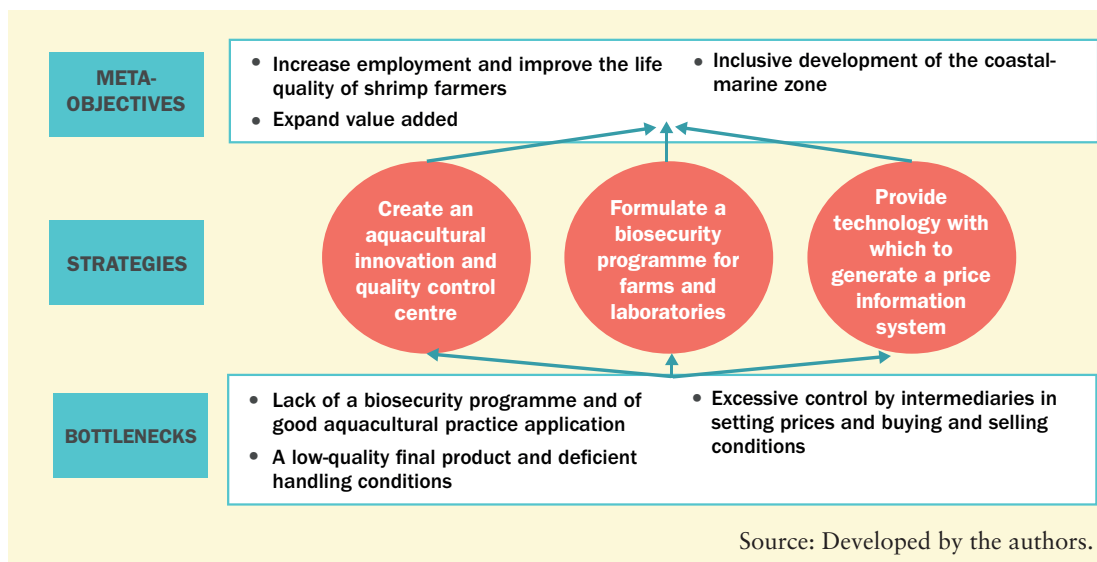 META-
OBJECTIVES
• Increase employment and improve the life
quality of shrimp farmers
• Expand value added
• Inclusive development of the coastal-
marine zone
STRATEGIES
Create an
aquacultural
innovation and
quality control
centre
Formulate a
biosecurity
programme for
farms and
laboratories
Provide
technology with
which to
generate a price
information
system
BOTTLENECKS
• Lack of a biosecurity programme and of
good aquacultural practice application
• A low-quality final product and deficient
handling conditions
• Excessive control by intermediaries in
setting prices and buying and selling
conditions
Source: Developed by the authors.